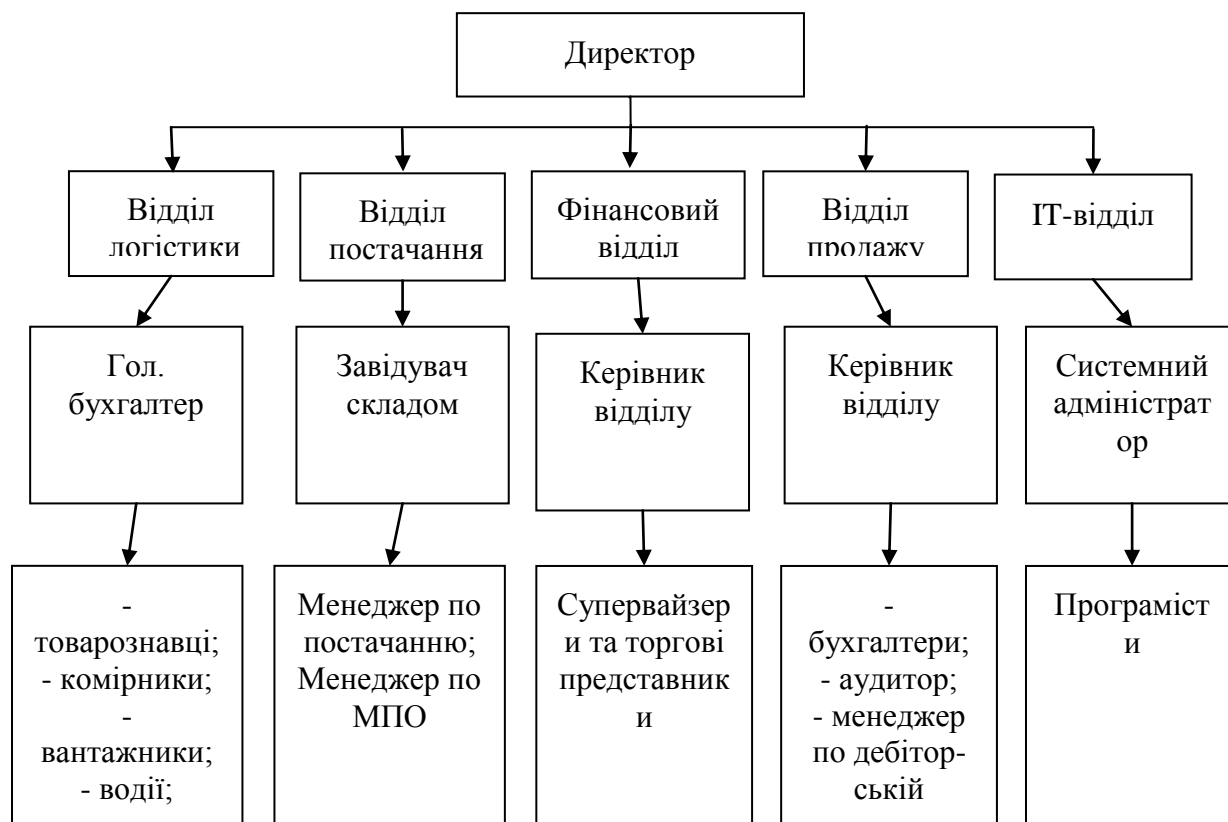 Директор
Відділ
логістики
Відділ
постачання
Фінансовий
відділ
Відділ
продажу
ІТ-відділ
Гол.
бухгалтер
Завідувач
складом
Керівник
відділу
Керівник
відділу
Системний
адміністрат
ор
-
товарознавці;
- комірники;
-
вантажники;
- водії;
Менеджер по
постачанню;
Менеджер по
МПО
Супервайзер
и та торгові
представник
и
-
бухгалтери;
- аудитор;
- менеджер
по дебітор-
ській
Програміст
и